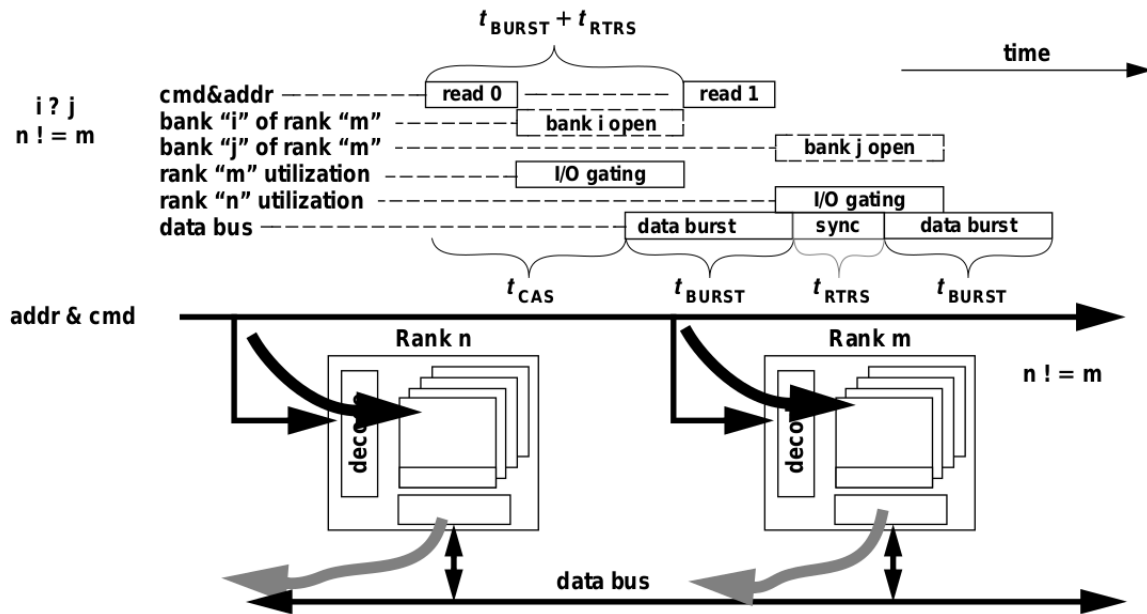 t BURST + t RTRS
time
i ? j
n ! = m
cmd&addr read 0 read 1
bank “i” of rank “m” bank i open
bank “j” of rank “m” bank j open
rank “m” utilization I/O gating
rank “n” utilization I/O gating
data bus data burst sync data burst
t CAS t BURST t RTRS t BURST
addr & cmd
Rank n Rank m
n ! = m
data bus